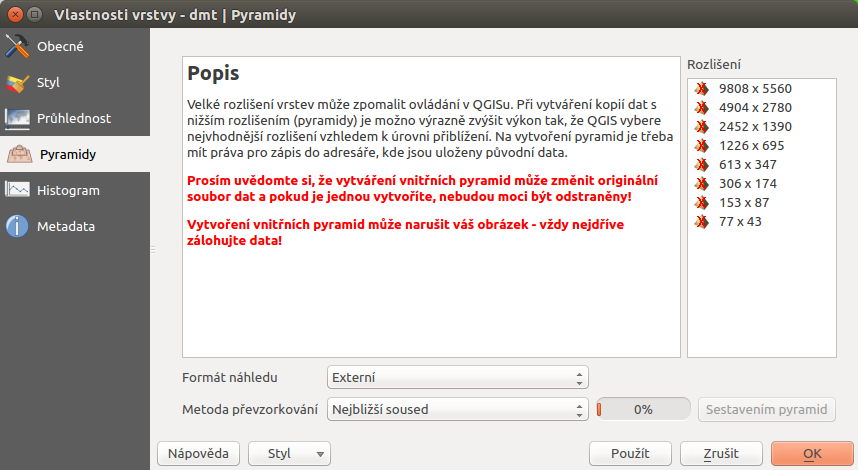 Vlastnosti vrstvy - dmt | Pyramidy
Obecné
Styl
Průhlednost
Pyramidy
Histogram
Metadata
Popis
Velké rozlišení vrstev může zpomalit ovládání v QGISu. Při vytváření kopií dat s
nižším rozlišením (pyramidy) je možno výrazně zvýšit výkon tak, že QGIS vybere
nejvhodnější rozlišení vzhledem k úrovni přiblížení. Na vytvoření pyramid je třeba
mít práva pro zápis do adresáře, kde jsou uloženy původní data.
Prosím uvědomte si, že vytváření vnitřních pyramid může změnit originální
soubor dat a pokud je jednou vytvoříte, nebudou moci být odstraněny!
Vytvoření vnitřních pyramid může narušit váš obrázek - vždy nejdříve
zálohujte data!
Rozlišení
9808 x 5560
4904 x 2780
2452 x 1390
1226 x 695
613 x 347
306 x 174
153 x 87
77 x 43
Formát náhledu
Externí
Metoda převzorkování
Nejbližší soused
0%
Sestavením pyramid
Nápověda
Styl
Použít
Zrušit
OK